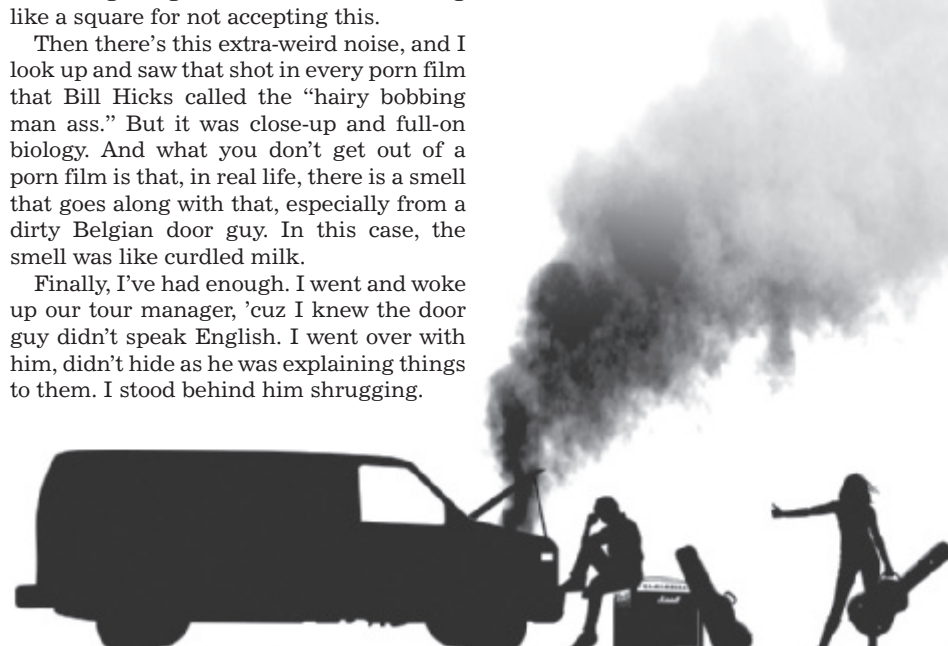 like a square for not accepting this.
Then there’s this extra-weird noise, and I
look up and saw that shot in every porn film
that Bill Hicks called the “hairy bobbing
man ass.” But it was close-up and full-on
biology. And what you don’t get out of a
porn film is that, in real life, there is a smell
that goes along with that, especially from a
dirty Belgian door guy. In this case, the
smell was like curdled milk.
Finally, I’ve had enough. I went and woke
up our tour manager, ’cuz I knew the door
guy didn’t speak English. I went over with
him, didn’t hide as he was explaining things
to them. I stood behind him shrugging.
Marshall